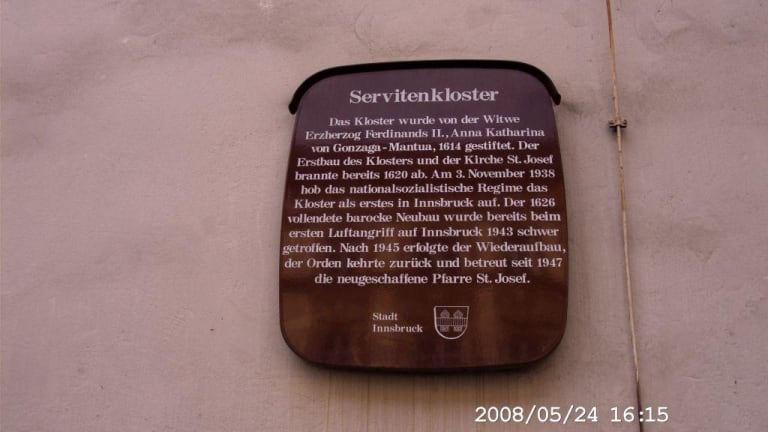 Servitenkloster
Das Kloster wurde von der Witwe
Erzherzog Ferdinands II., Anna Katharina
von Gonzaga-Mantua, 1614 gestiftet. Der
Erstbau des Klosters und der Kirche St. Josef
brannte bereits 1620 ab. Am 3. November 1938
hob das nationalsozialistische Regime das
Kloster als erstes in Innsbruck auf. Der 1626
vollendete barocke Neubau wurde bereits beim
ersten Luftangriff auf Innsbruck 1943 schwer
getroffen. Nach 1945 erfolgte der Wiederaufbau,
der Orden kehrte zurück und betreut seit 1947
die neugeschaffene Pfarre St. Josef.
Stadt
Innsbruck
2008/05/24 16:15